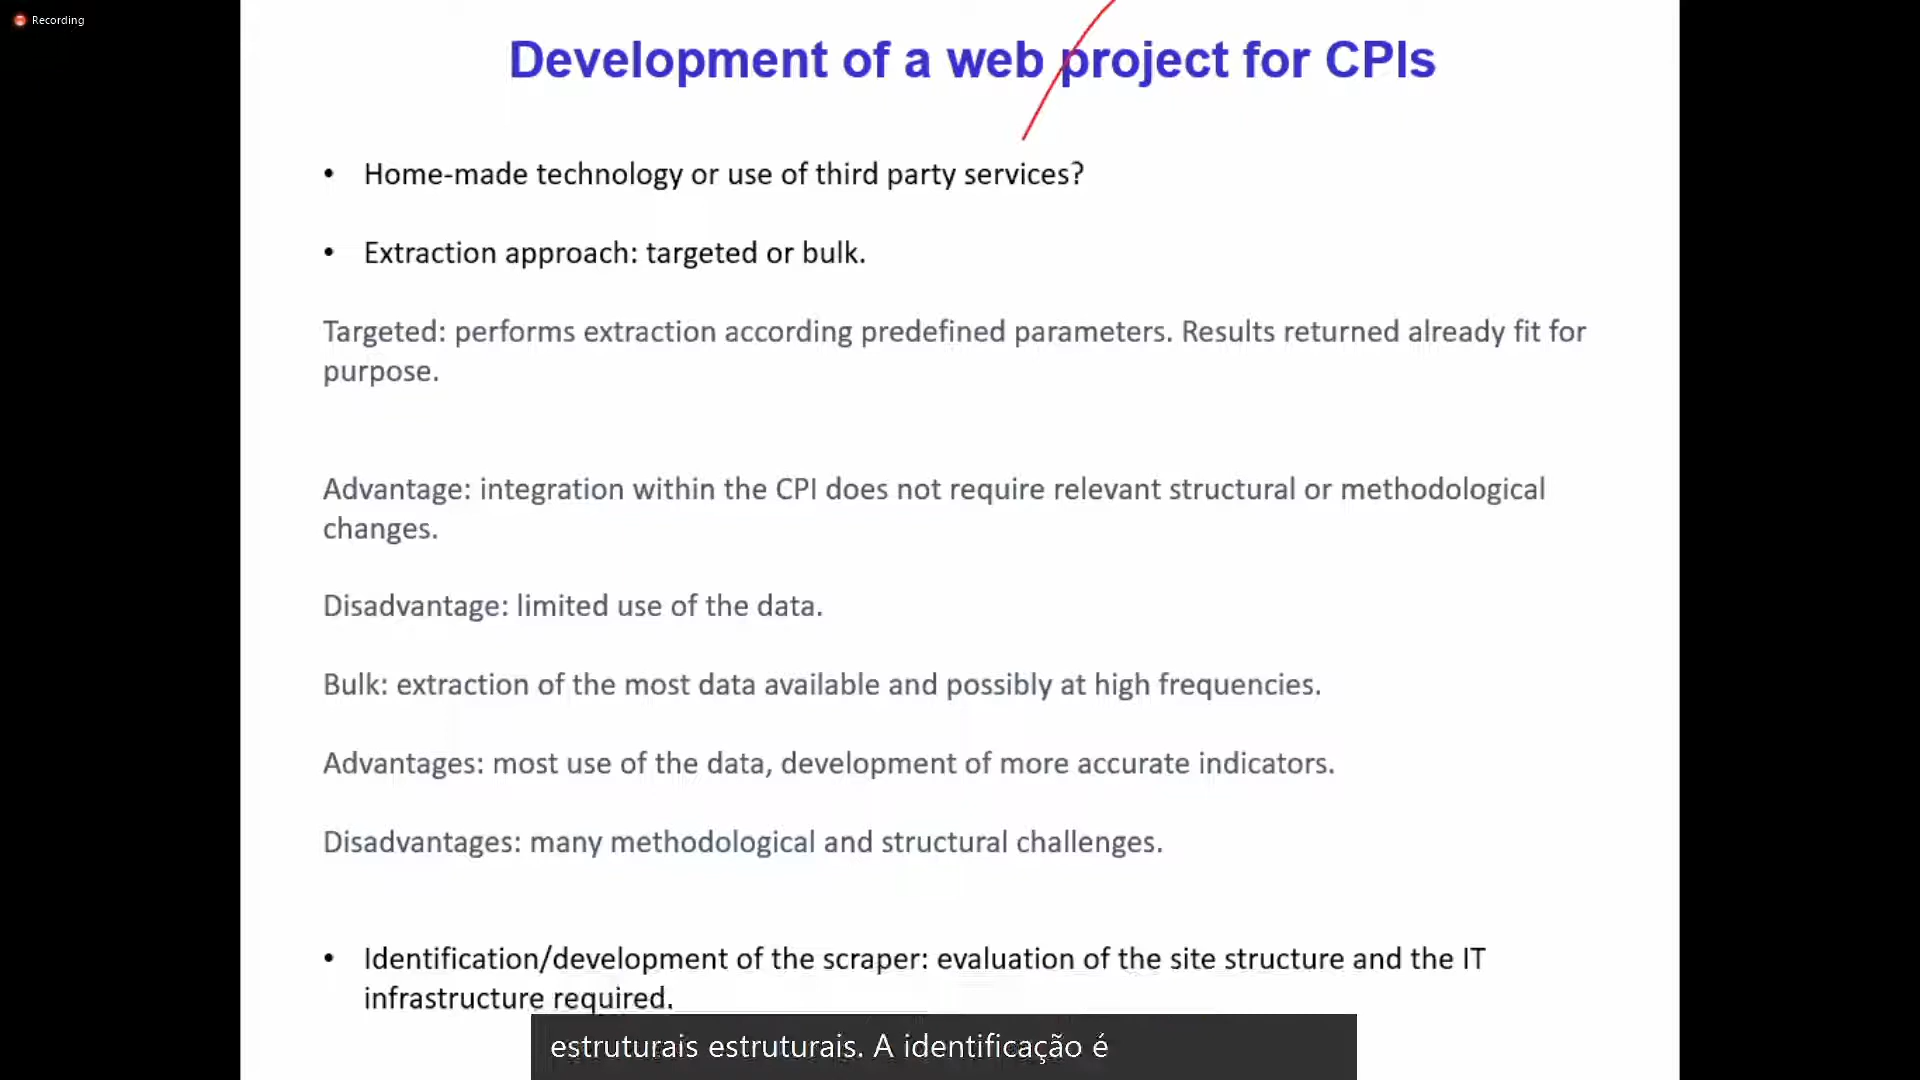 Recording
Development of a web project for CPIs
• Home-made technology or use of third party services?
• Extraction approach: targeted or bulk.
Targeted: performs extraction according predefined parameters. Results returned already fit for
purpose.
Advantage: integration within the CPI does not require relevant structural or methodological
changes.
Disadvantage: limited use of the data.
Bulk: extraction of the most data available and possibly at high frequencies.
Advantages: most use of the data, development of more accurate indicators.
Disadvantages: many methodological and structural challenges.
• Identification/development of the scraper: evaluation of the site structure and the IT
infrastructure required.
estruturais estruturais. A identificação é